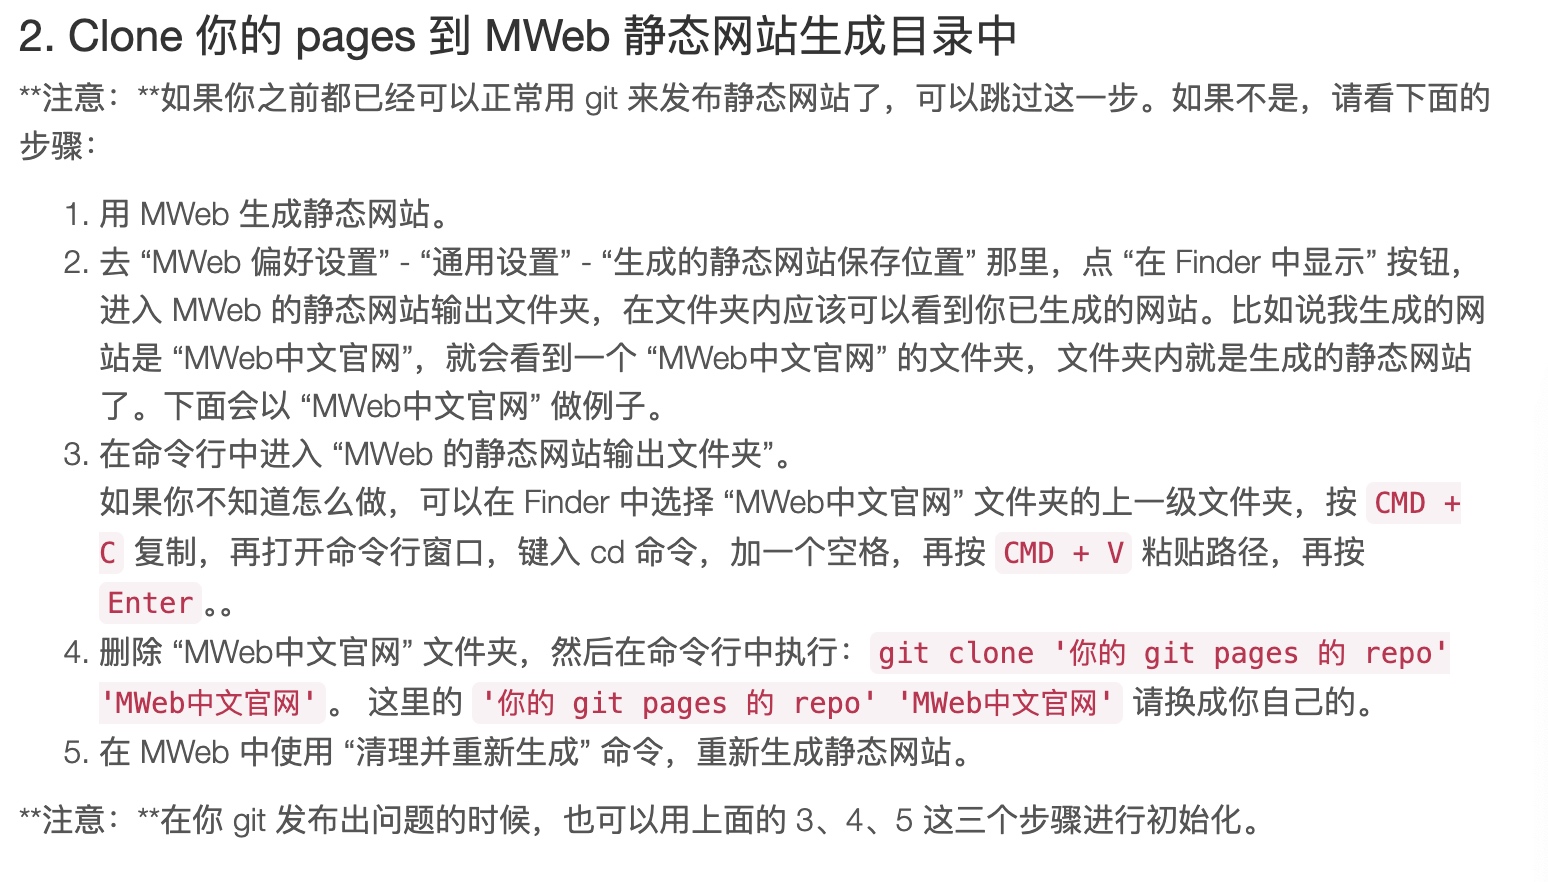 2. Clone 你的 pages 到 MWeb 静态网站生成目录中
**注意：**如果你之前都已经可以正常用 git 来发布静态网站了，可以跳过这一步。如果不是，请看下面的
步骤：
1. 用 MWeb 生成静态网站。
2. 去 “MWeb 偏好设置” - “通用设置” - “生成的静态网站保存位置” 那里，点 “在 Finder 中显示” 按钮，
进入 MWeb 的静态网站输出文件夹，在文件夹内应该可以看到你已生成的网站。比如说我生成的网
站是 “MWeb中文官网”，就会看到一个 “MWeb中文官网” 的文件夹，文件夹内就是生成的静态网站
了。下面会以 “MWeb中文官网” 做例子。
3. 在命令行中进入 “MWeb 的静态网站输出文件夹”。
如果你不知道怎么做，可以在 Finder 中选择 “MWeb中文官网” 文件夹的上一级文件夹，按 CMD +
C 复制，再打开命令行窗口，键入 cd 命令，加一个空格，再按 CMD + V 粘贴路径，再按
Enter。。
4. 删除 “MWeb中文官网” 文件夹，然后在命令行中执行： git clone '你的 git pages 的 repo'
'MWeb中文官网' 。 这里的 '你的 git pages 的 repo' 'MWeb中文官网' 请换成你自己的。
5. 在 MWeb 中使用 “清理并重新生成” 命令，重新生成静态网站。
**注意：**在你 git 发布出问题的时候，也可以用上面的 3、4、5 这三个步骤进行初始化。